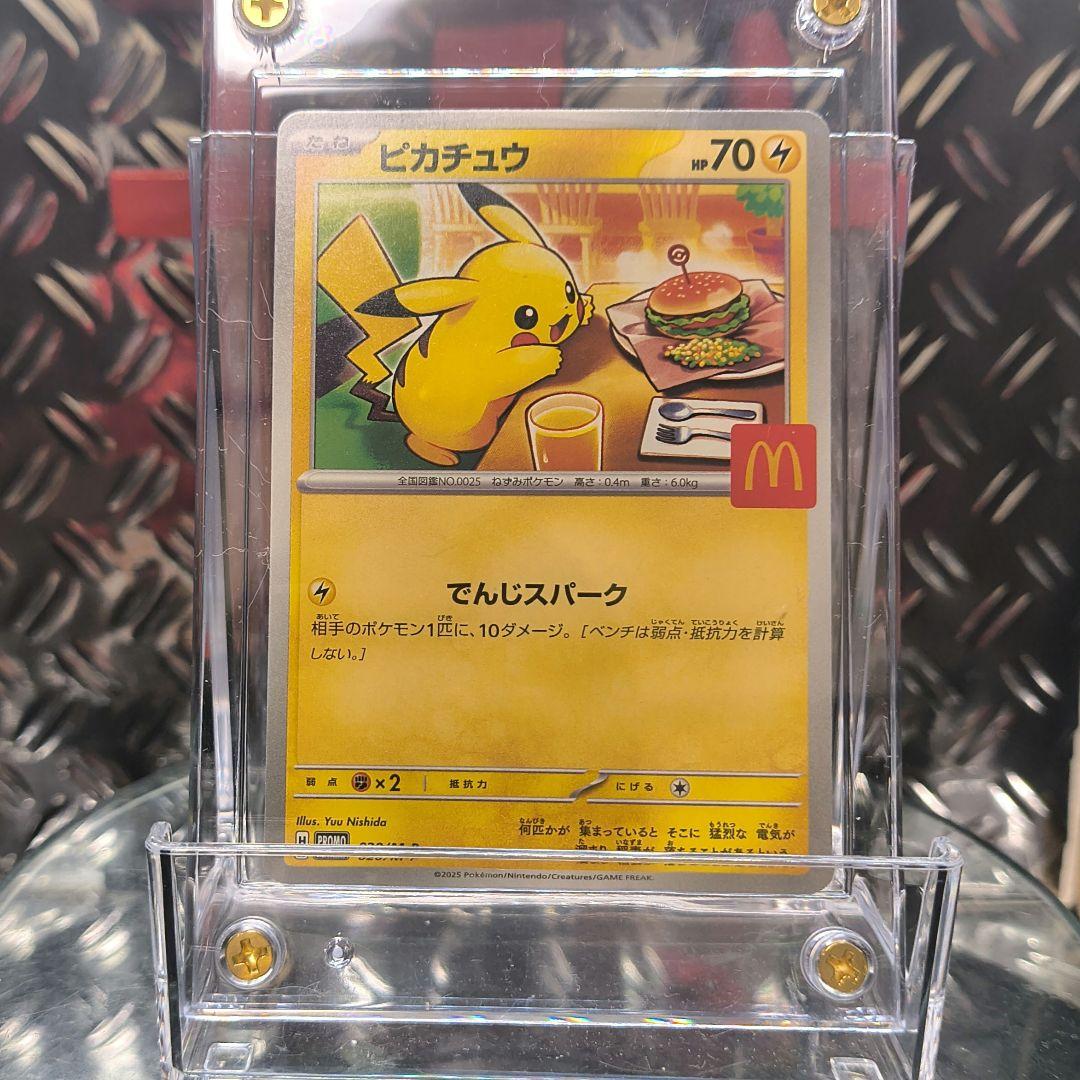 たね ピカチュウ HP70
全国図鑑NO.0025 ねずみポケモン 高さ:0.4m 重さ:6.0kg
でんじスパーク
相手のポケモン1匹に、10ダメージ。[ベンチは弱点・抵抗力を計算
しない。]
弱点 ×2 抵抗力 にげる
Illus. Yuu Nishida
何匹かが 集まっていると そこに 猛烈な 電気が
H PROMO
©2025 Pokémon/Nintendo/Creatures/GAME FREAK.